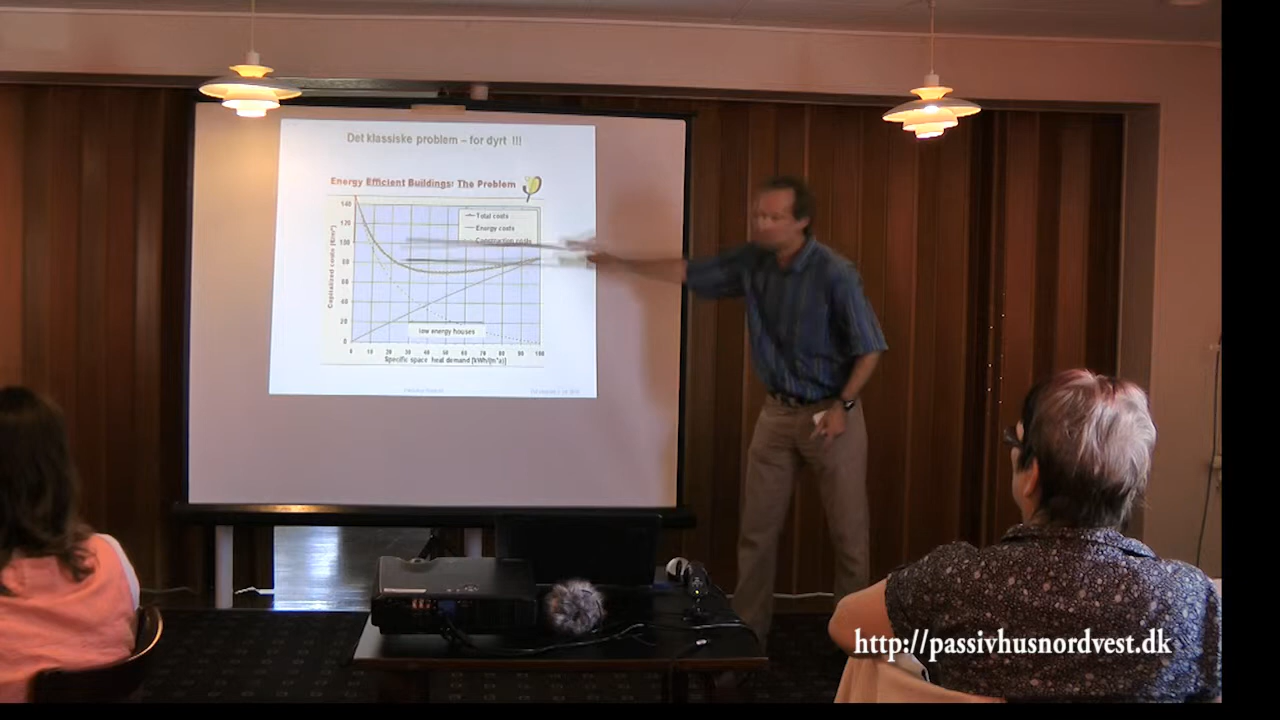 Det klassiske problem – for dyrt !!!
Energy Efficient Buildings: The Problem
140
120
100
80
60
40
20
0
Capitalized costs [€/m²]
Total costs
Energy costs
Construction costs
low energy houses
0 10 20 30 40 50 60 70 80 90 100
Specific space heat demand [kWh/(m²a)]
http://passivhusnordvest.dk